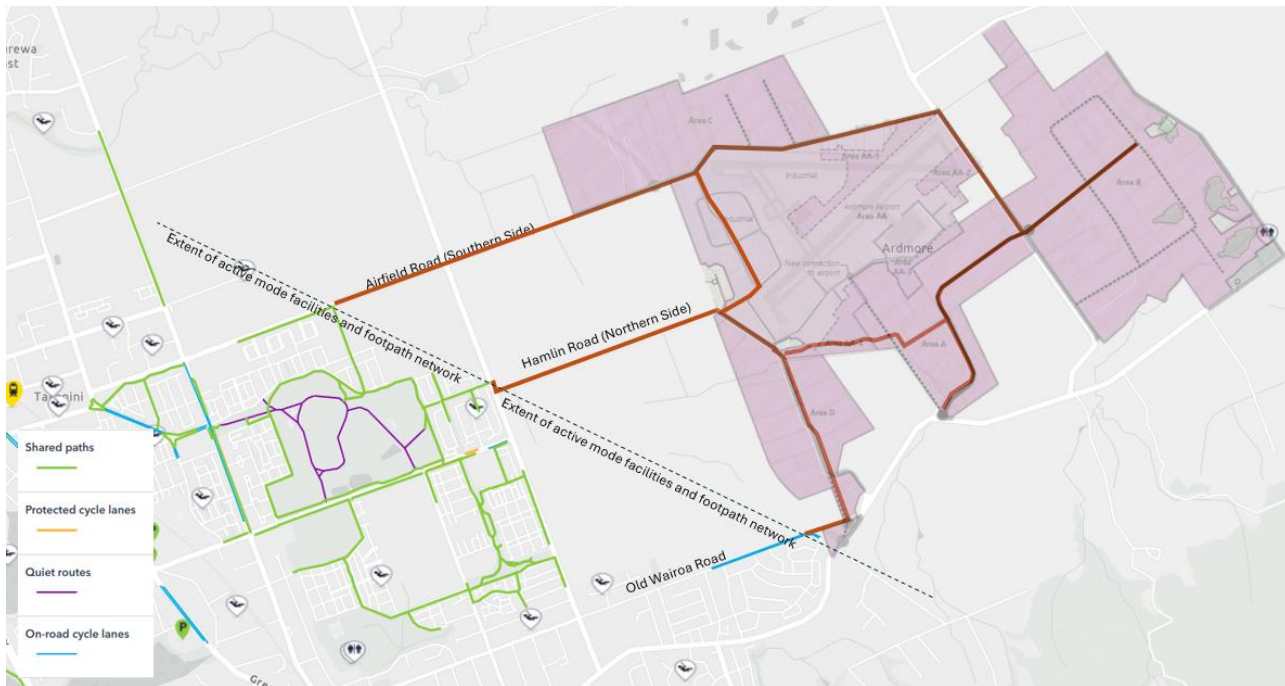 Area C
Area AA-1
Industrial
Area AA-2
Ardmore Airport
Area AA
Area B
Industrial
Ardmore
New connection
to airport
Area
AA-3
Airfield Road (Southern Side)
Extent of active mode facilities and footpath network
Hamlin Road (Northern Side)
Area A
Extent of active mode facilities and footpath network
Area D
Old Wairoa Road
Shared paths
Protected cycle lanes
Quiet routes
On-road cycle lanes
P